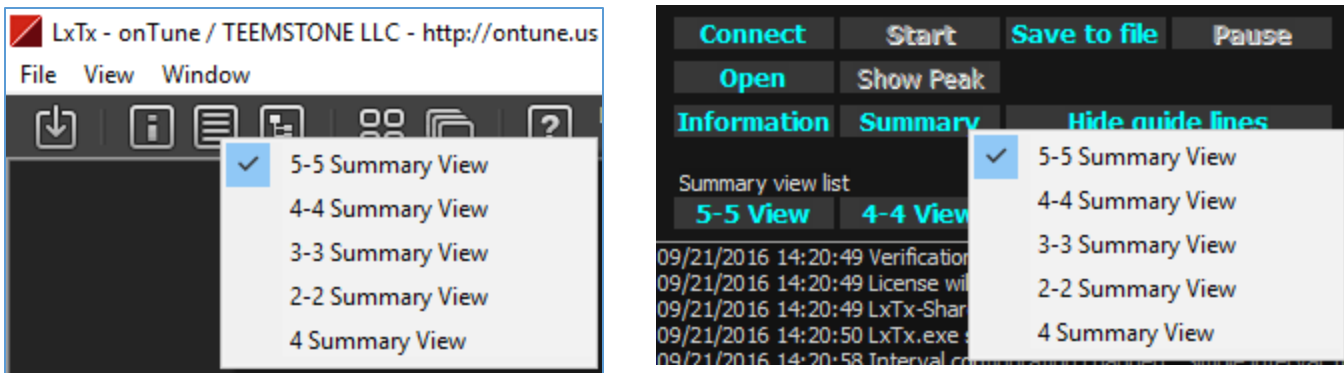 LxTx - onTune / TEEMSTONE LLC - http://ontune.us
File View Window
5-5 Summary View
4-4 Summary View
3-3 Summary View
2-2 Summary View
4 Summary View
Connect Start Save to file Pause
Open Show Peak
Information Summary Hide guide lines
Summary view list
5-5 View 4-4 View
5-5 Summary View
4-4 Summary View
3-3 Summary View
2-2 Summary View
4 Summary View
09/21/2016 14:20:49 Verification
09/21/2016 14:20:49 License
09/21/2016 14:20:49
09/21/2016 14:20:50 LxTx.exe
09/21/2016 14:20:58 Interval